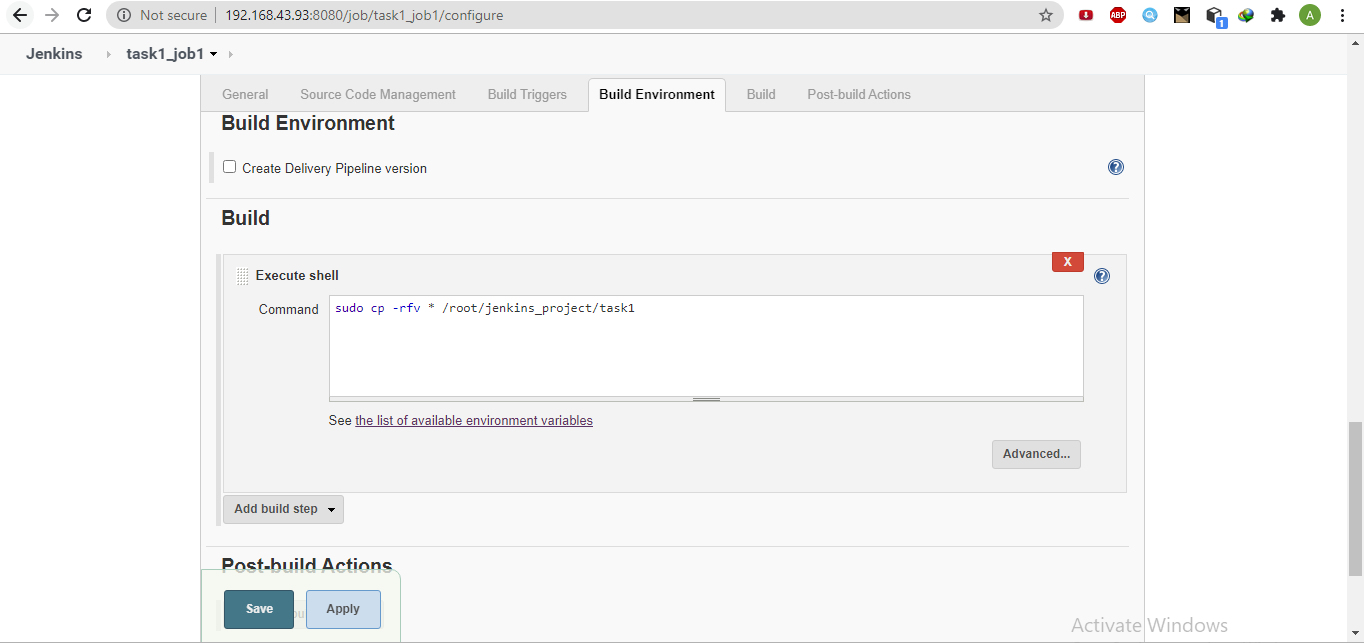 Not secure | 192.168.43.93:8080/job/task1_job1/configure
ABP
1
A
Jenkins
task1_job1
General Source Code Management Build Triggers Build Environment Build Post-build Actions
Build Environment
Create Delivery Pipeline version
?
Build
X
Execute shell
?
Command
sudo cp -rfv * /root/jenkins_project/task1
See the list of available environment variables
Advanced...
Add build step
Post-build Actions
Save
Apply
Activate Windows